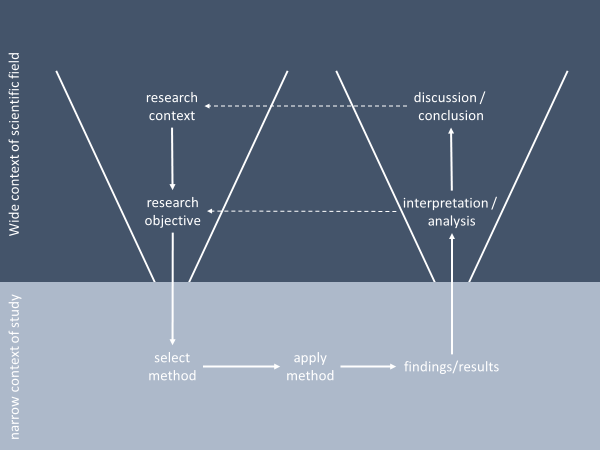 Wide context of scientific field
research
context
discussion /
conclusion
research
objective
interpretation /
analysis
narrow context of study
select
method
apply
method
findings/results